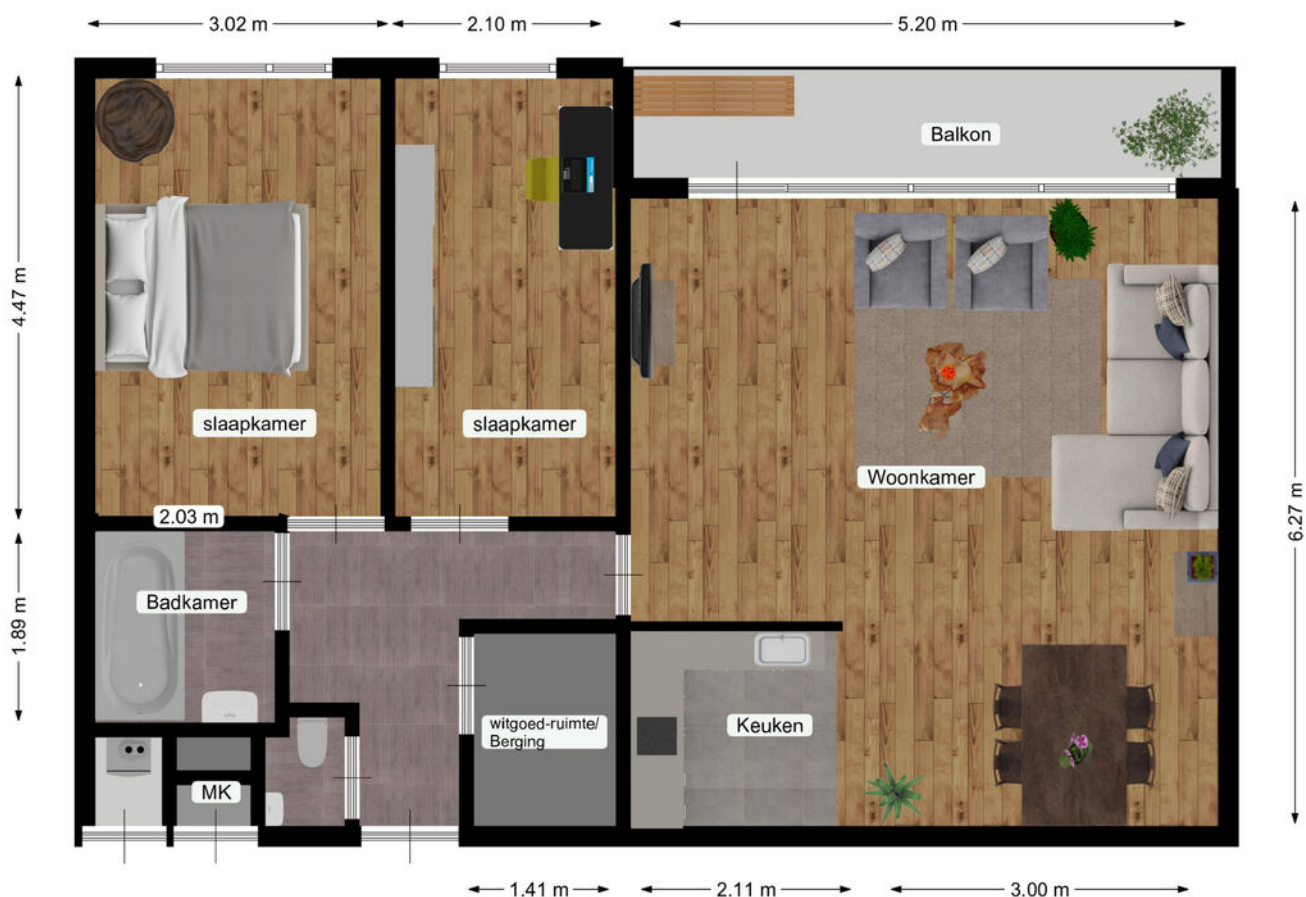 3.02 m
2.10 m
5.20 m
Balkon
4.47 m
slaapkamer
slaapkamer
Woonkamer
6.27 m
2.03 m
1.89 m
Badkamer
witgoed-ruimte/
Berging
Keuken
MK
1.41 m
2.11 m
3.00 m